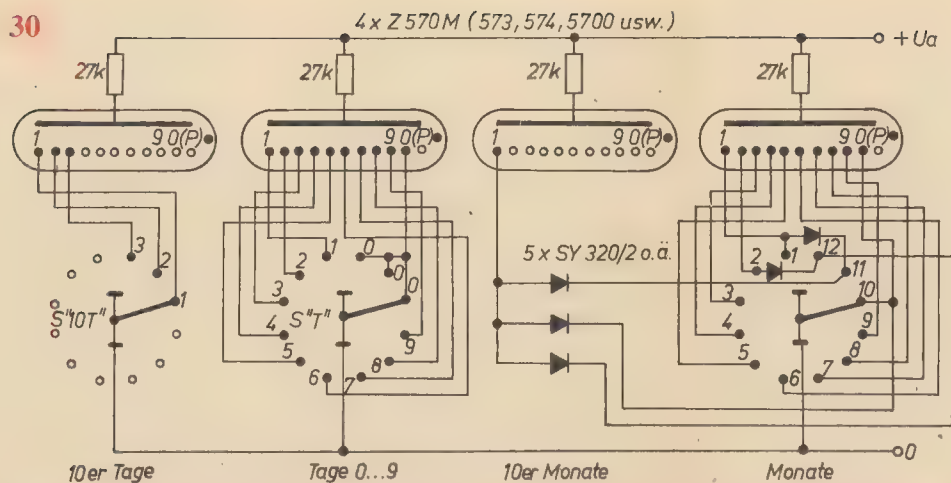 30
4 x Z 570 M (573, 574, 5700 usw.)
+ Ua
27k 27k 27k 27k
1 9 0(P) 1 9 0(P) 1 9 0(P) 1 9 0(P)
3 2 1
S"10T"
0 0 0 1 2 3 4 5 6 7 8 9
S"T"
5 x SY 320/2 o.ä.
1 2 3 4 5 6 7 8 9 10 11 12
0
10er Tage Tage 0...9 10er Monate Monate